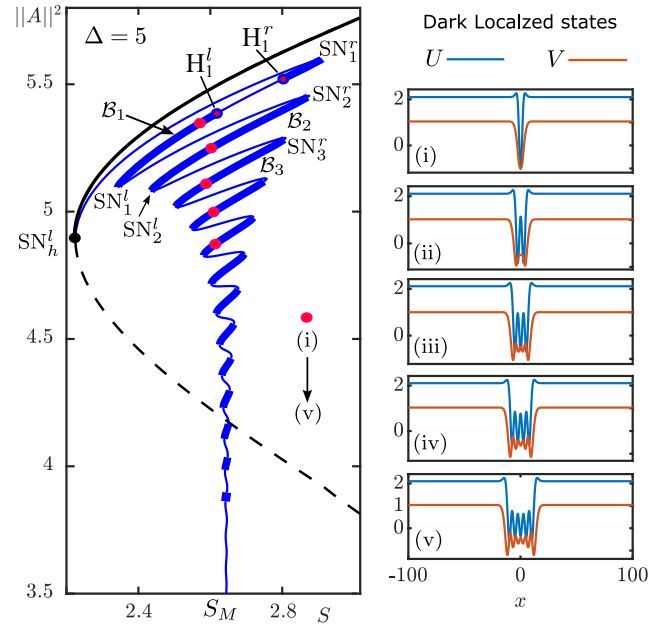 ||A||²
Δ = 5
H₁ˡ
H₁ʳ
SN₁ʳ
SN₂ʳ
SN₃ʳ
𝓑₁
𝓑₂
𝓑₃
SN₁ˡ
SN₂ˡ
SNₕˡ
(i)
(v)
5.5
5
4.5
4
3.5
2.4
S_M
2.8
S
Dark Localzed states
U
V
2
0
(i)
2
0
(ii)
2
0
(iii)
2
0
(iv)
2
1
0
(v)
-100
0
100
x